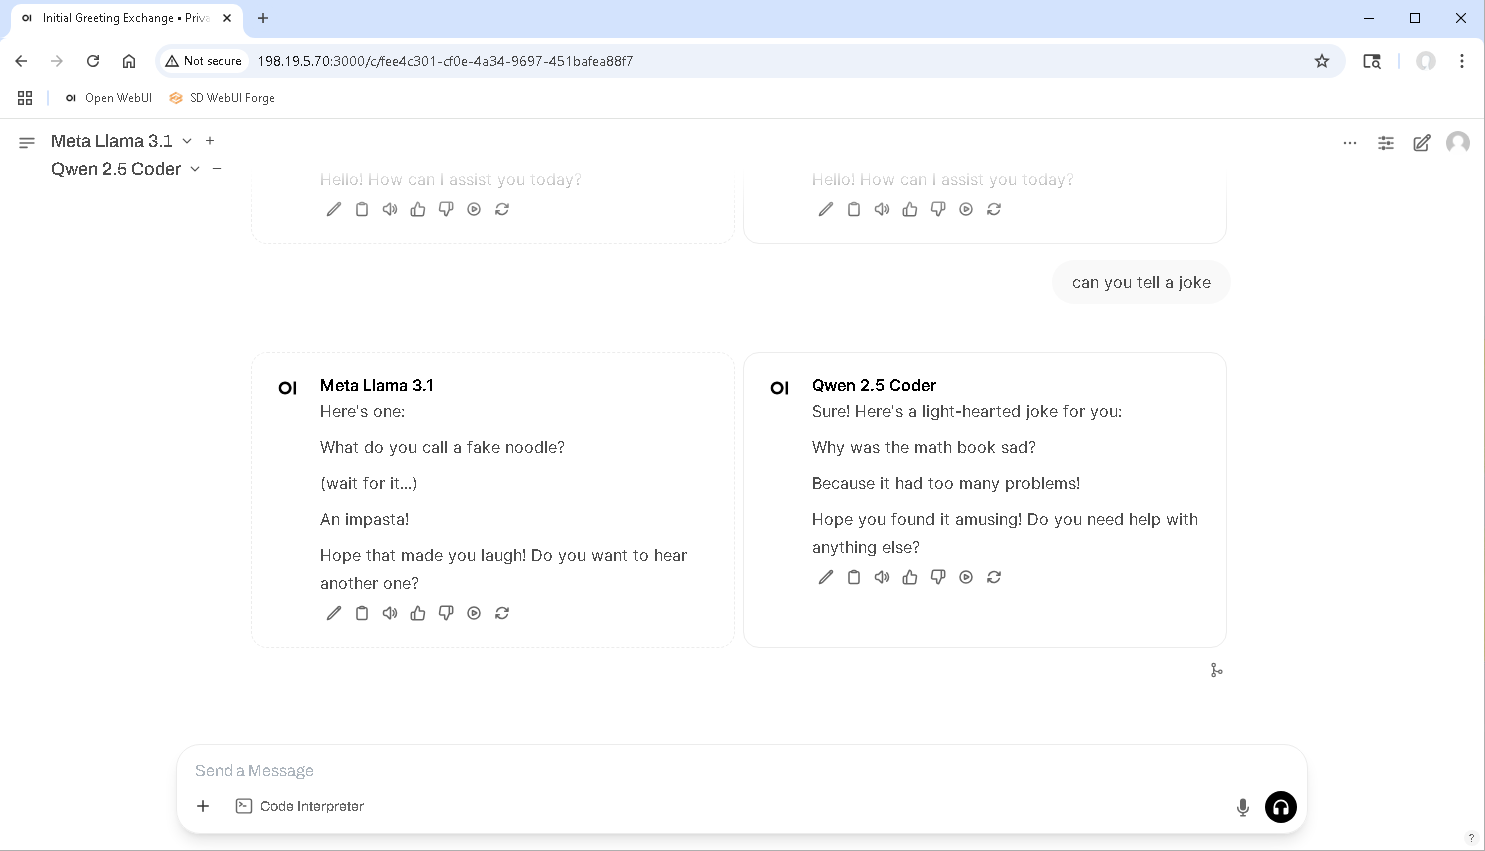 OI Initial Greeting Exchange • Priva
Not secure 198.19.5.70:3000/c/fee4c301-cf0e-4a34-9697-451bafea88f7
OI Open WebUI SD WebUI Forge
Meta Llama 3.1
Qwen 2.5 Coder
Hello! How can I assist you today?
Hello! How can I assist you today?
can you tell a joke
OI Meta Llama 3.1
Here's one:
What do you call a fake noodle?
(wait for it...)
An impasta!
Hope that made you laugh! Do you want to hear
another one?
OI Qwen 2.5 Coder
Sure! Here's a light-hearted joke for you:
Why was the math book sad?
Because it had too many problems!
Hope you found it amusing! Do you need help with
anything else?
Send a Message
Code Interpreter
?